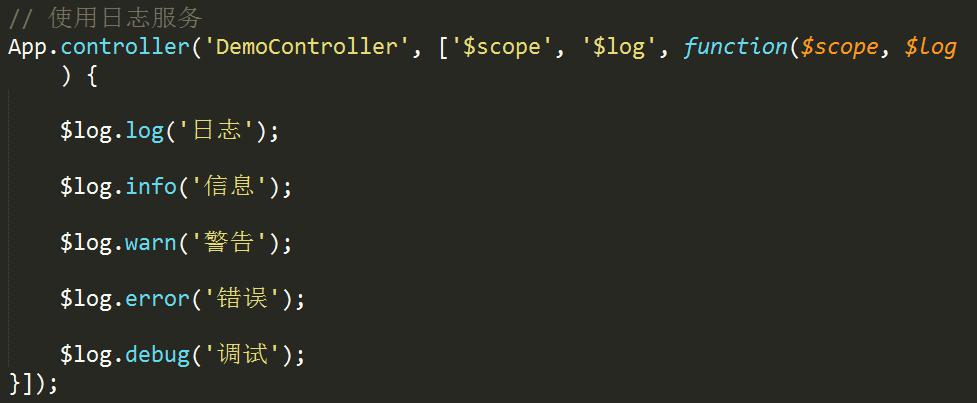 // 使用日志服务
App.controller('DemoController', ['$scope', '$log', function($scope, $log
) {
$log.log('日志');
$log.info('信息');
$log.warn('警告');
$log.error('错误');
$log.debug('调试');
}]);